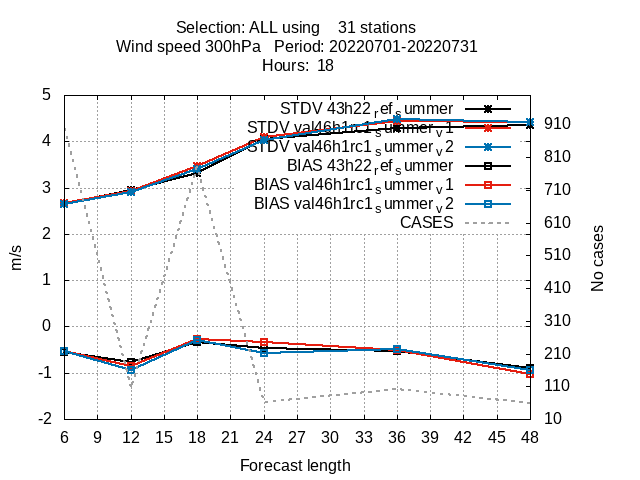 Selection: ALL using 31 stations
Wind speed 300hPa Period: 20220701-20220731
Hours: 18
STDV 43h22_ref_summer
STDV val46h1rc1_summer_v1
STDV val46h1rc1_summer_v2
BIAS 43h22_ref_summer
BIAS val46h1rc1_summer_v1
BIAS val46h1rc1_summer_v2
CASES
5
4
3
2
1
0
-1
-2
m/s
910
810
710
610
510
410
310
210
110
10
No cases
6 9 12 15 18 21 24 27 30 33 36 39 42 45 48
Forecast length